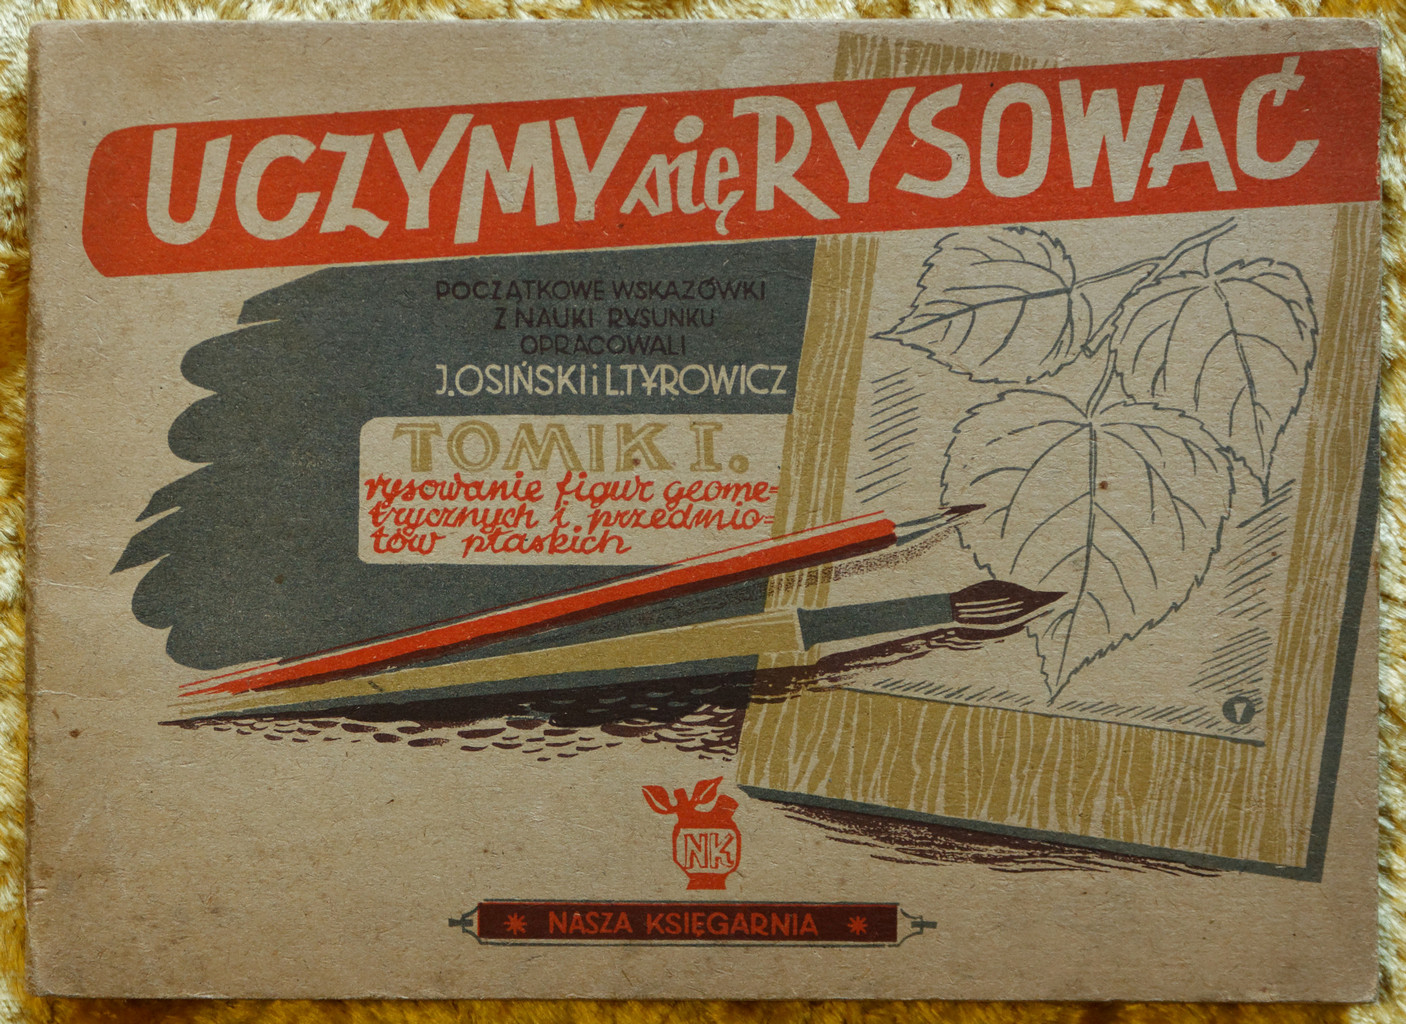 UCZYMY się RYSOWAĆ
POCZĄTKOWE WSKAZÓWKI
Z NAUKI RYSUNKU
OPRACOWALI
J. OSIŃSKI i L. TYROWICZ
TOMIK I.
rysowanie figur geome=
trycznych i przedmio=
tów płaskich
NK
* NASZA KSIĘGARNIA *